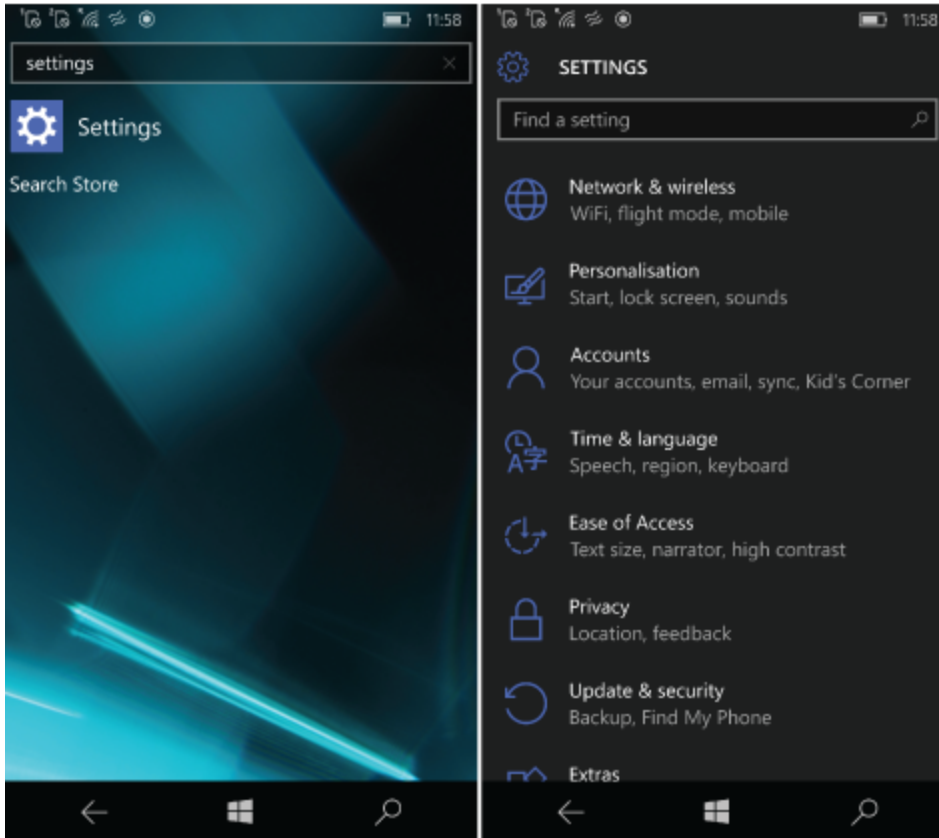 11:58
settings
Settings
Search Store
11:58
SETTINGS
Find a setting
Network & wireless
WiFi, flight mode, mobile
Personalisation
Start, lock screen, sounds
Accounts
Your accounts, email, sync, Kid's Corner
Time & language
Speech, region, keyboard
Ease of Access
Text size, narrator, high contrast
Privacy
Location, feedback
Update & security
Backup, Find My Phone
Extras